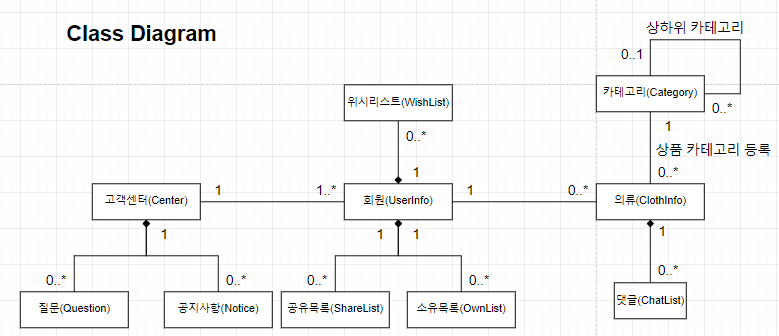 Class Diagram
상하위 카테고리
0..1
카테고리(Category)
0..*
위시리스트(WishList)
0..*
1
상품 카테고리 등록
0..*
1
고객센터(Center)
1
1..*
회원(UserInfo)
1
0..*
의류(ClothInfo)
1
1
1
1
0..*
0..*
0..*
0..*
0..*
질문(Question)
공지사항(Notice)
공유목록(ShareList)
소유목록(OwnList)
댓글(ChatList)